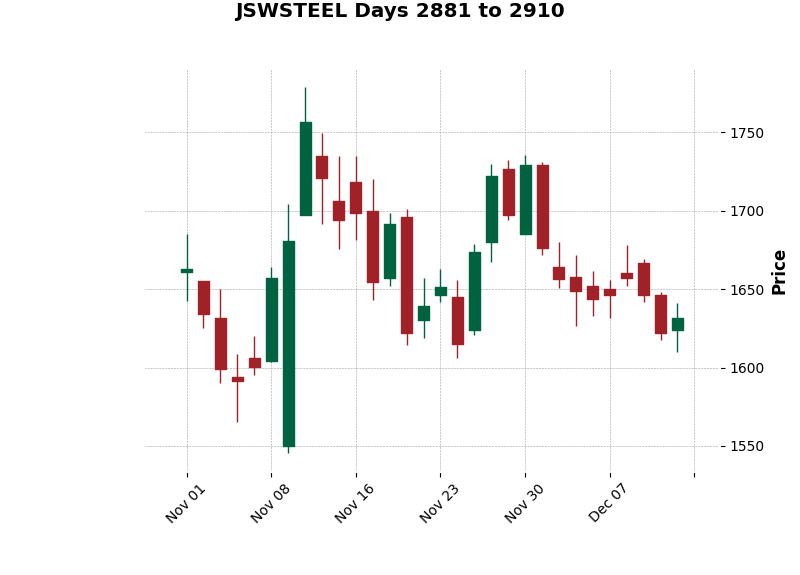 JSWSTEEL Days 2881 to 2910
1750
1700
1650
1600
1550
Price
Nov 01
Nov 08
Nov 16
Nov 23
Nov 30
Dec 07